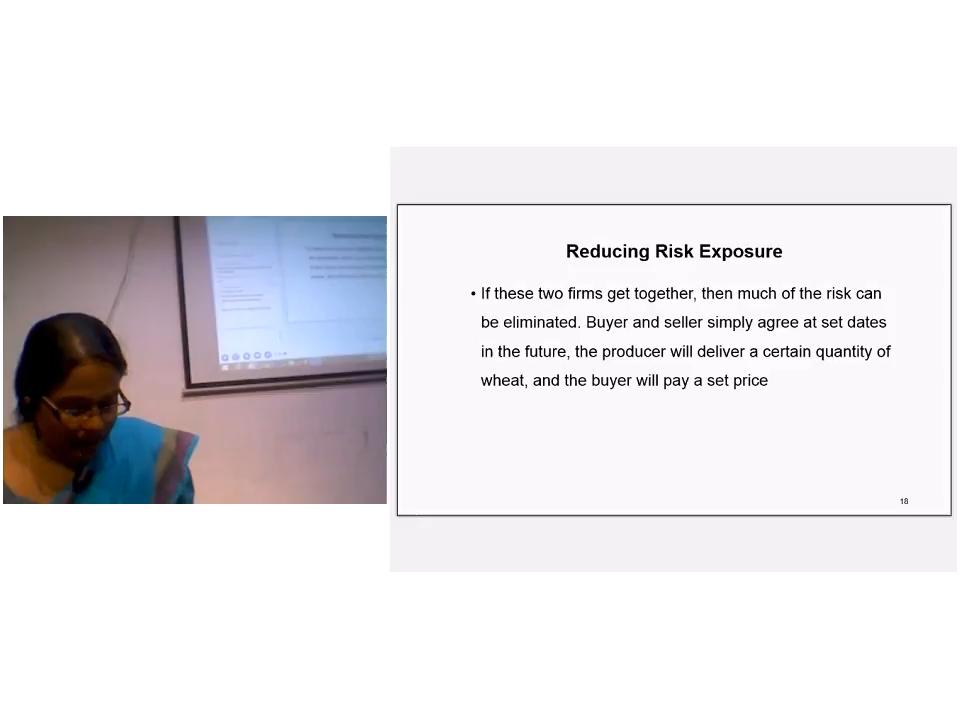 Reducing Risk Exposure
• If these two firms get together, then much of the risk can
be eliminated. Buyer and seller simply agree at set dates
in the future, the producer will deliver a certain quantity of
wheat, and the buyer will pay a set price
18